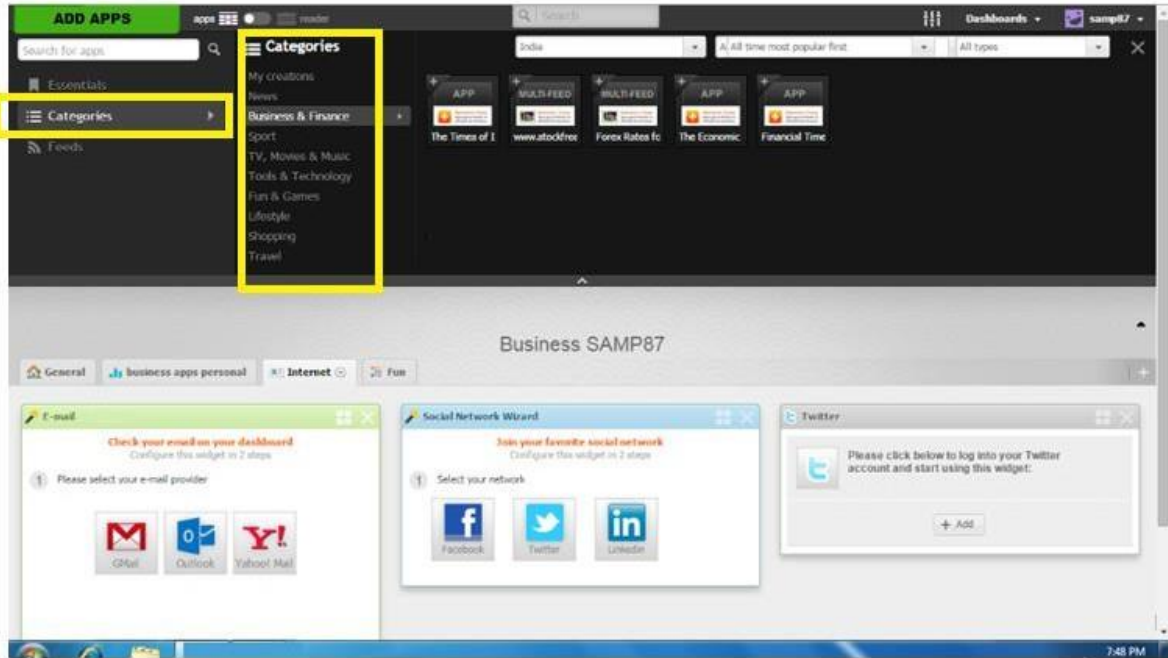 ADD APPS
apps
reader
Search
Dashboards
samp87
Search for apps
Categories
India
All time most popular first
All types
Essentials
Categories
Feeds
My creations
News
Business & Finance
Sport
TV, Movies & Music
Tools & Technology
Fun & Games
Lifestyle
Shopping
Travel
APP
MULTI-FEED
MULTI-FEED
APP
APP
The Times of I
Forex Rates fo
The Economic
Financial Time
Business SAMP87
General
business apps personal
Internet
Fun
E-mail
Check your email on your dashboard
Configure this widget in 2 steps
1 Please select your e-mail provider
GMail
Outlook
Yahoo! Mail
Social Network Wizard
Join your favorite social network
Configure this widget in 2 steps
1 Select your network
Facebook
Twitter
LinkedIn
Twitter
Please click below to log into your Twitter
account and start using this widget:
+ Add
7:48 PM